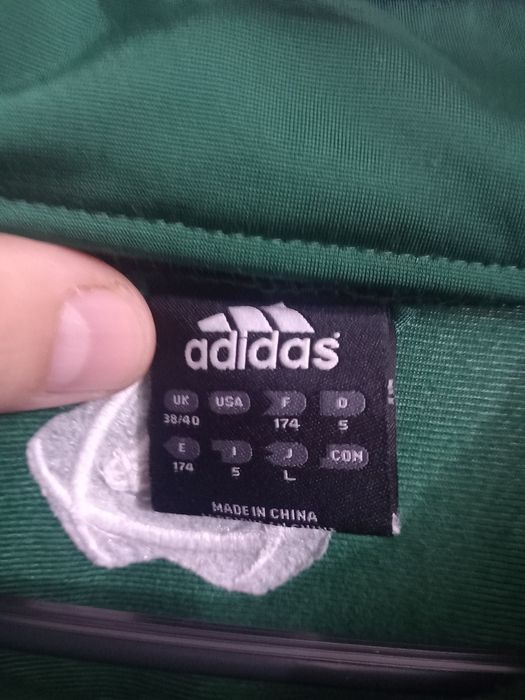 adidas
UK USA F D
38/40 174 5
E I J COM
174 5 L
MADE IN CHINA